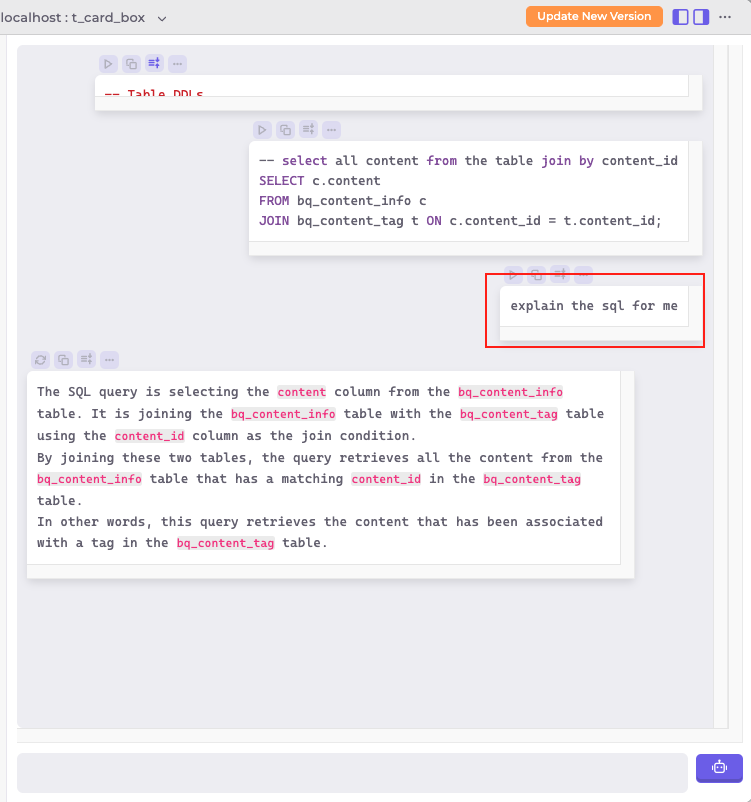 localhost : t_card_box
Update New Version
-- Table DDLs
-- select all content from the table join by content_id
SELECT c.content
FROM bq_content_info c
JOIN bq_content_tag t ON c.content_id = t.content_id;
explain the sql for me
The SQL query is selecting the content column from the bq_content_info
table. It is joining the bq_content_info table with the bq_content_tag table
using the content_id column as the join condition.
By joining these two tables, the query retrieves all the content from the
bq_content_info table that has a matching content_id in the bq_content_tag
table.
In other words, this query retrieves the content that has been associated
with a tag in the bq_content_tag table.